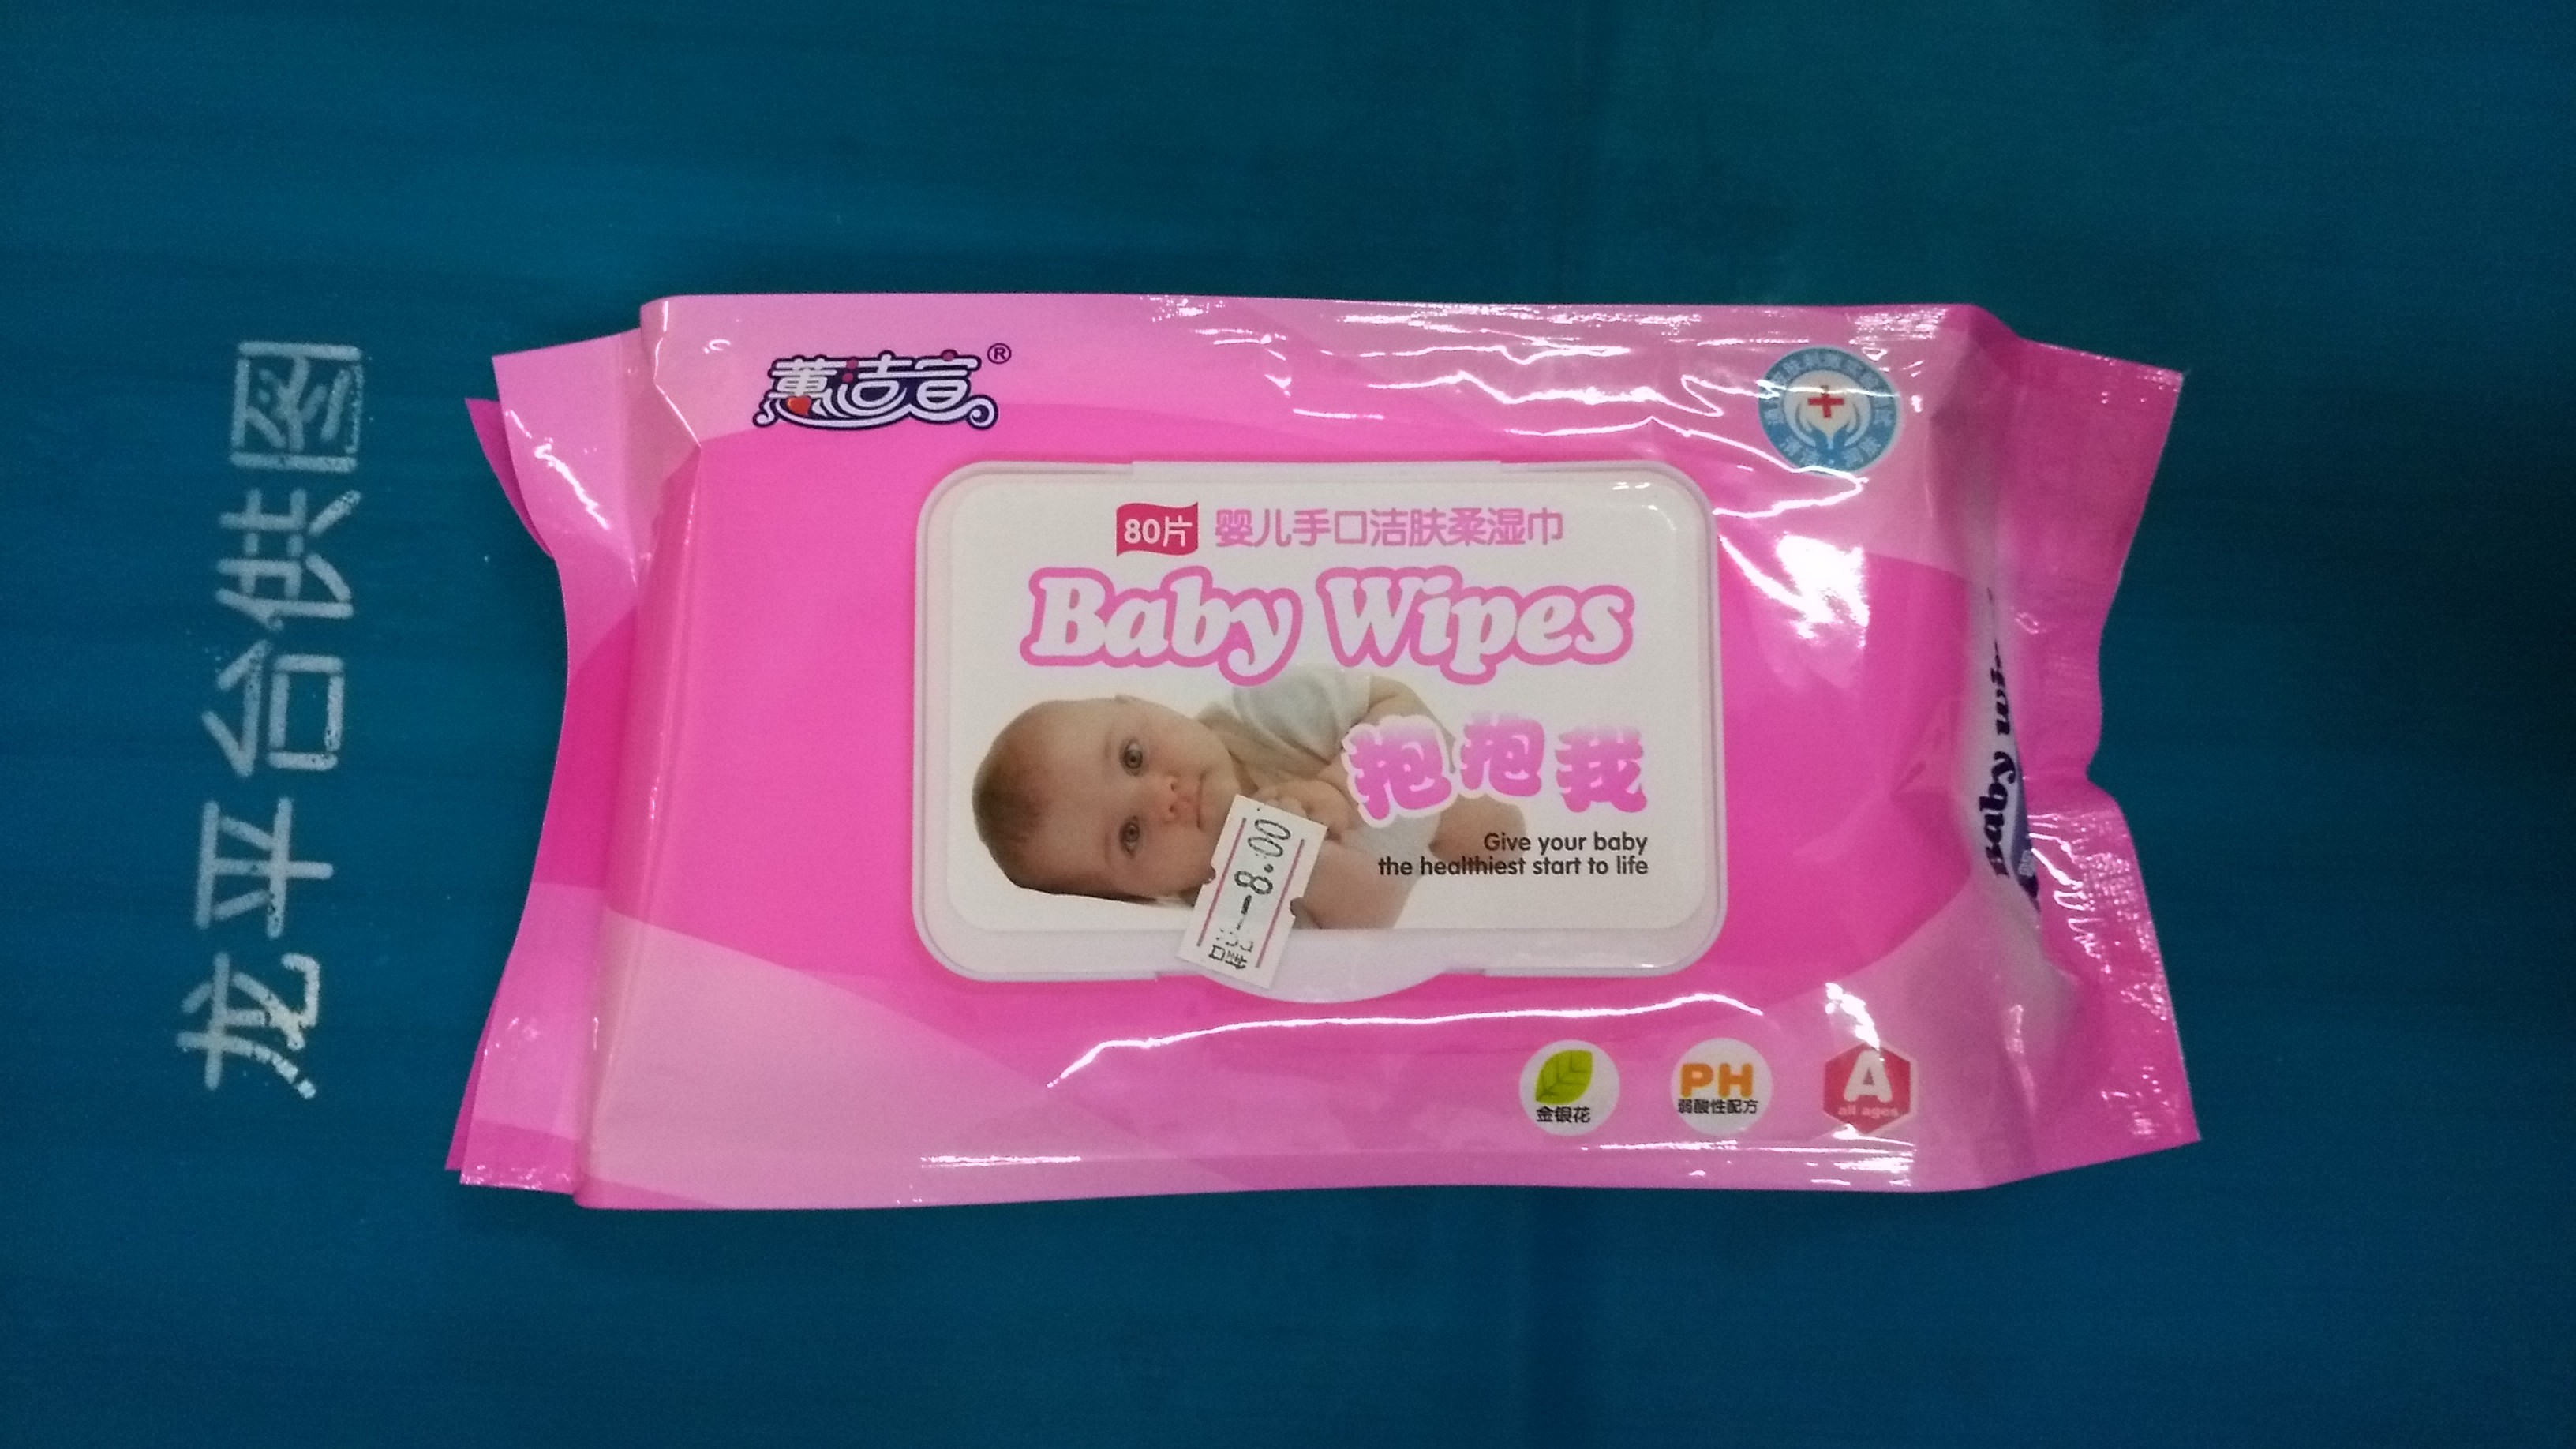 龙平台供图
蕙洁宜®
80片 婴儿手口洁肤柔湿巾
Baby Wipes
抱抱我
Give your baby
the healthiest start to life
8.00
金银花
PH
弱酸性配方
A
all ages
Baby wi